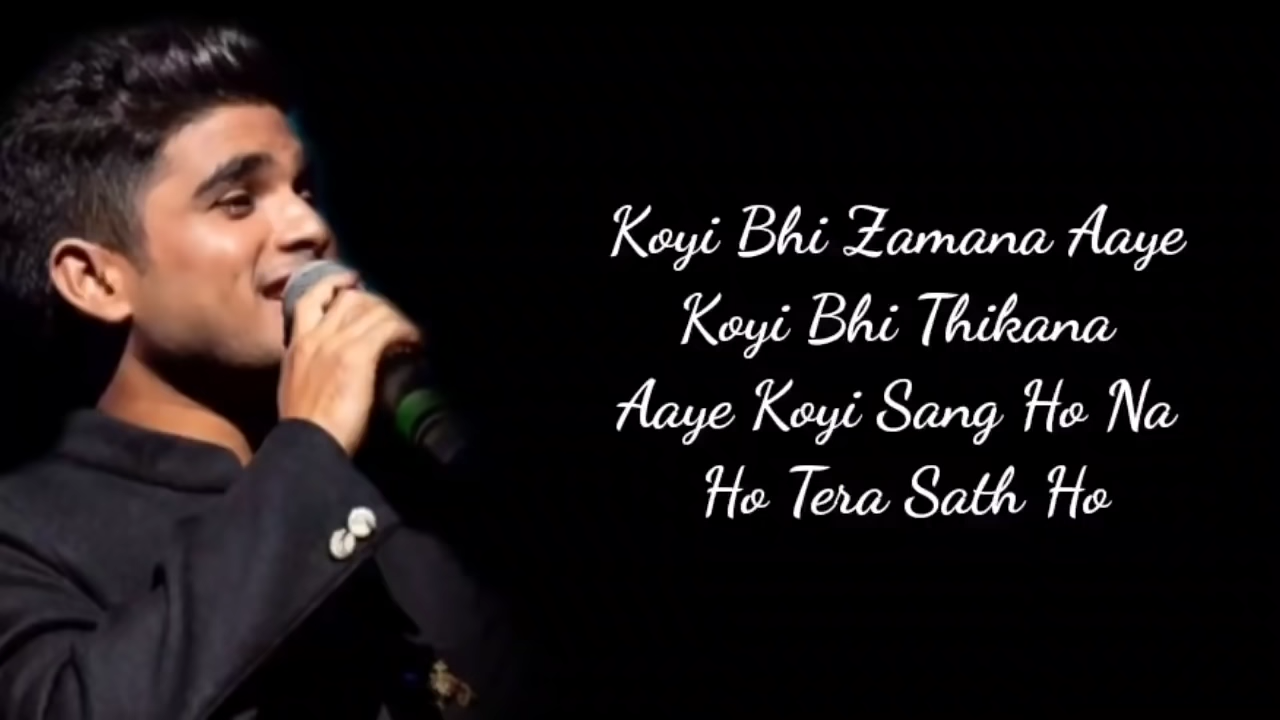 Koyi Bhi Zamana Aaye
Koyi Bhi Thikana
Aaye Koyi Sang Ho Na
Ho Tera Sath Ho